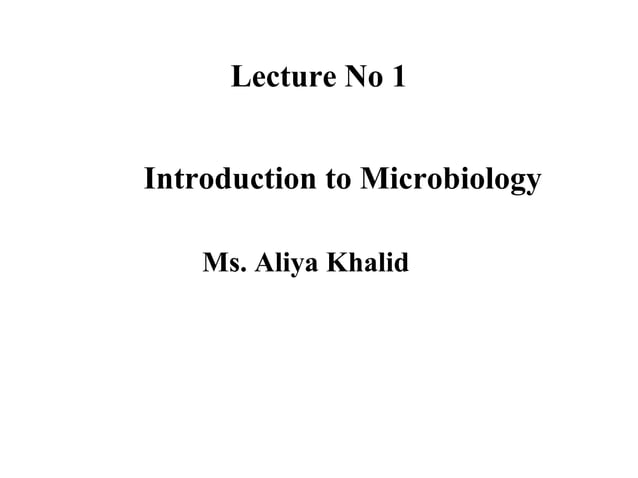 Lecture No 1
Introduction to Microbiology
Ms. Aliya Khalid